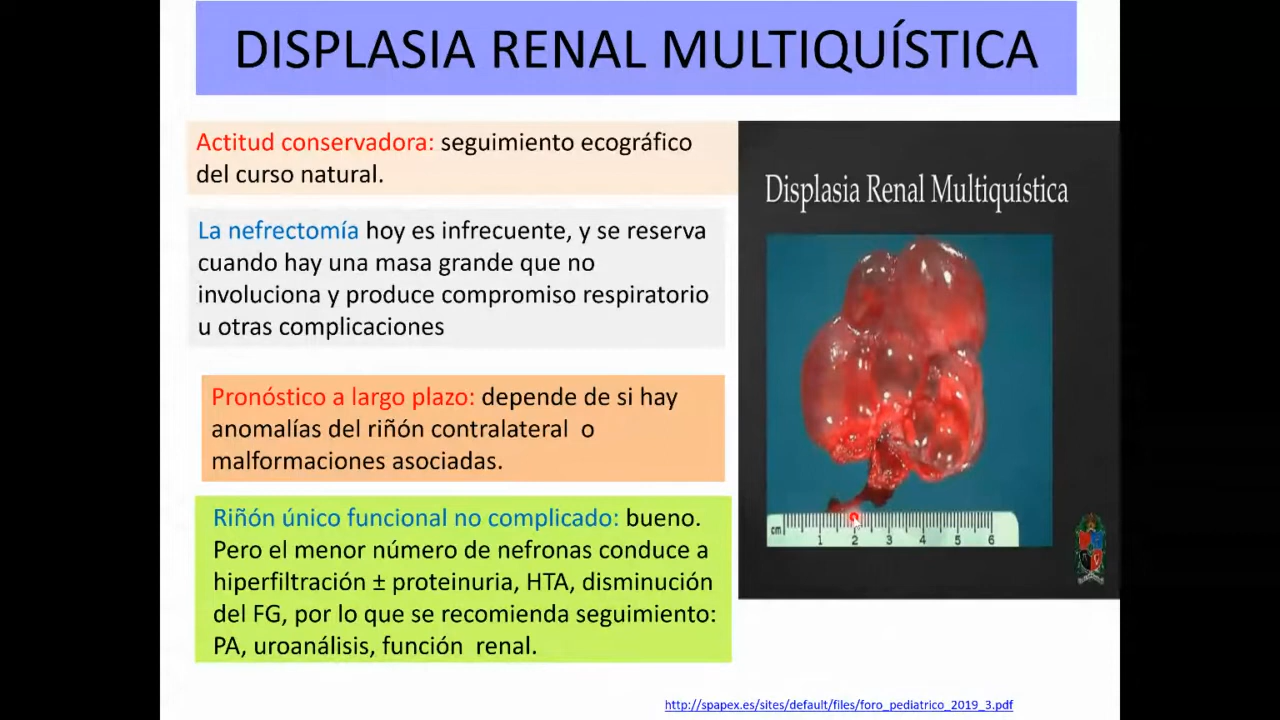 DISPLASIA RENAL MULTIQUÍSTICA
Actitud conservadora: seguimiento ecográfico
del curso natural.
La nefrectomía hoy es infrecuente, y se reserva
cuando hay una masa grande que no
involuciona y produce compromiso respiratorio
u otras complicaciones
Pronóstico a largo plazo: depende de si hay
anomalías del riñón contralateral o
malformaciones asociadas.
Riñón único funcional no complicado: bueno.
Pero el menor número de nefronas conduce a
hiperfiltración ± proteinuria, HTA, disminución
del FG, por lo que se recomienda seguimiento:
PA, uroanálisis, función renal.
Displasia Renal Multiquística
cm 1 2 3 4 5 6
http://spapex.es/sites/default/files/foro_pediatrico_2019_3.pdf